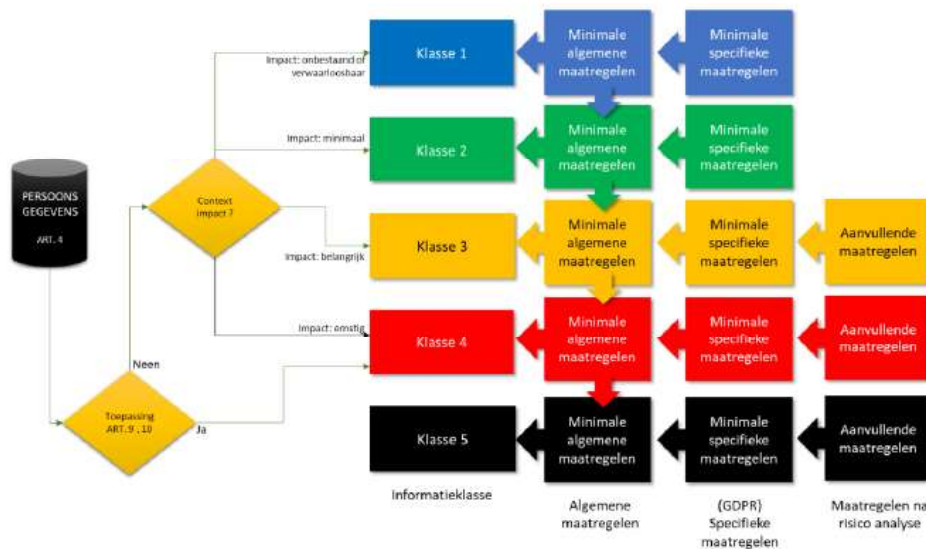 Klasse 1
Minimale
algemene
maatregelen
Minimale
specifieke
maatregelen
Impact: onbestaand of
verwaarloosbaar
Klasse 2
Minimale
algemene
maatregelen
Minimale
specifieke
maatregelen
Impact: minimaal
PERSOONS
GEGEVENS
ART. 4
Context
impact ?
Klasse 3
Minimale
algemene
maatregelen
Minimale
specifieke
maatregelen
Aanvullende
maatregelen
Impact: belangrijk
Impact: ernstig
Klasse 4
Minimale
algemene
maatregelen
Minimale
specifieke
maatregelen
Aanvullende
maatregelen
Neen
Toepassing
ART. 9 , 10
Ja
Klasse 5
Minimale
algemene
maatregelen
Minimale
specifieke
maatregelen
Aanvullende
maatregelen
Informatieklasse
Algemene
maatregelen
(GDPR)
Specifieke
maatregelen
Maatregelen na
risico analyse